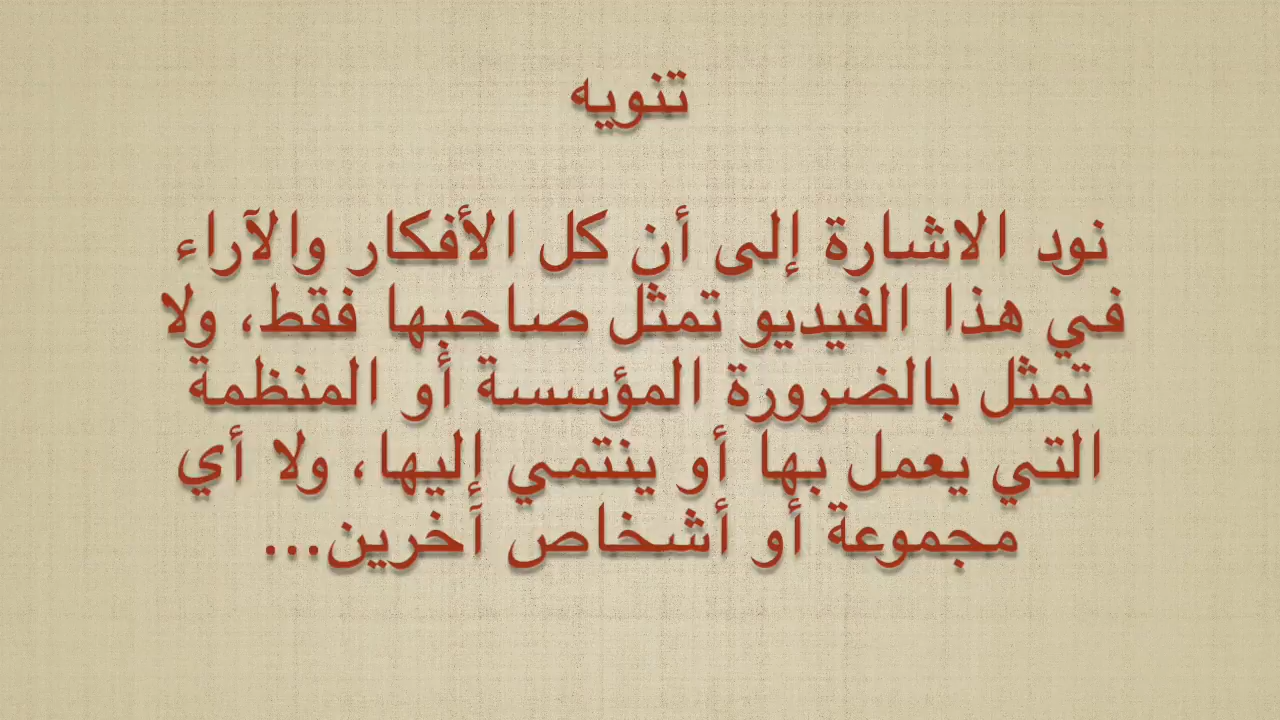 تنويه
نود الاشارة إلى أن كل الأفكار والآراء
في هذا الفيديو تمثل صاحبها فقط، ولا
تمثل بالضرورة المؤسسة أو المنظمة
التي يعمل بها أو ينتمي إليها، ولا أي
مجموعة أو أشخاص آخرين...